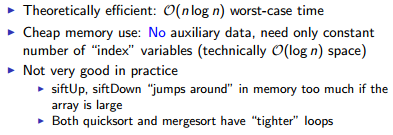 ▶ Theoretically efficient: O(n log n) worst-case time
▶ Cheap memory use: No auxiliary data, need only constant
number of “index” variables (technically O(log n) space)
▶ Not very good in practice
▶ siftUp, siftDown “jumps around” in memory too much if the
array is large
▶ Both quicksort and mergesort have “tighter” loops